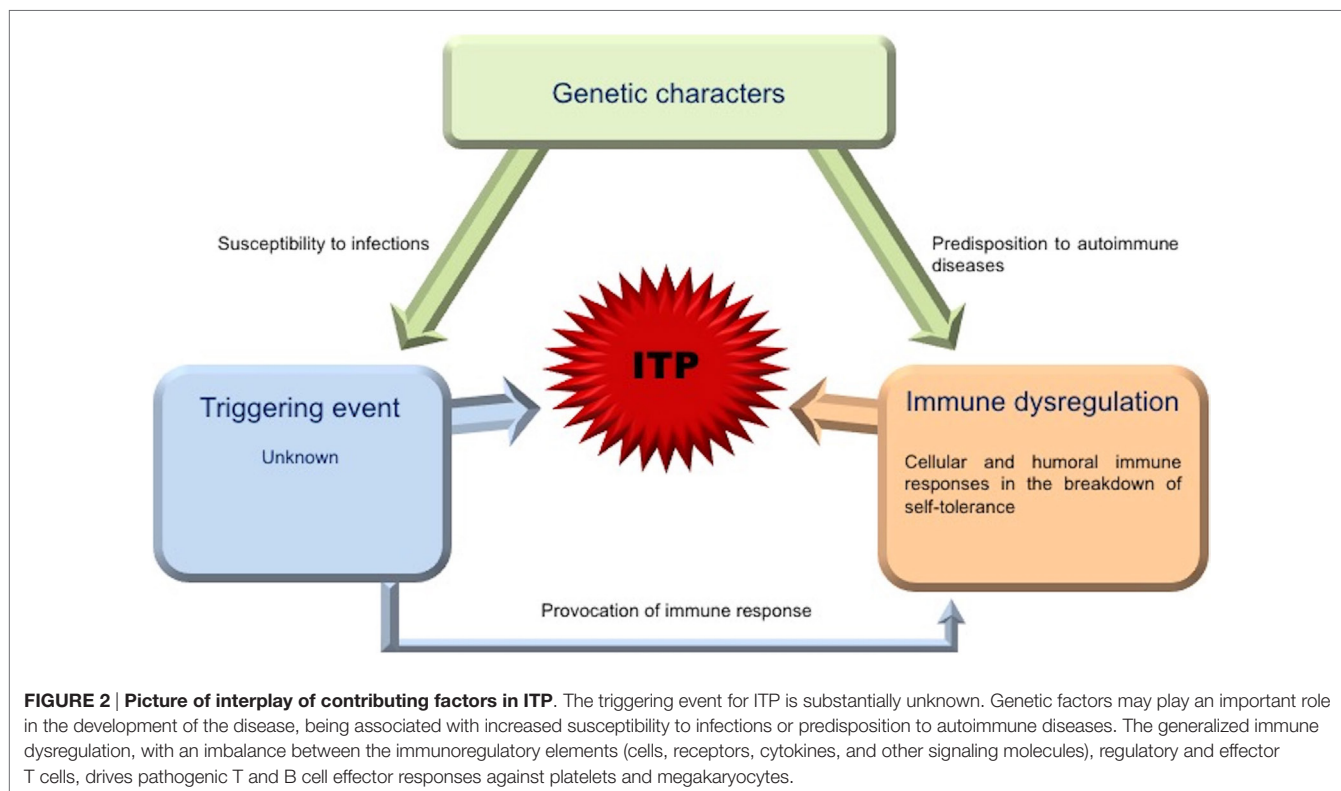 Genetic characters
Susceptibility to infections
Predisposition to autoimmune
diseases
ITP
Triggering event
Unknown
Immune dysregulation
Cellular and humoral immune
responses in the breakdown of
self-tolerance
Provocation of immune response
FIGURE 2 | Picture of interplay of contributing factors in ITP. The triggering event for ITP is substantially unknown. Genetic factors may play an important role
in the development of the disease, being associated with increased susceptibility to infections or predisposition to autoimmune diseases. The generalized immune
dysregulation, with an imbalance between the immunoregulatory elements (cells, receptors, cytokines, and other signaling molecules), regulatory and effector
T cells, drives pathogenic T and B cell effector responses against platelets and megakaryocytes.